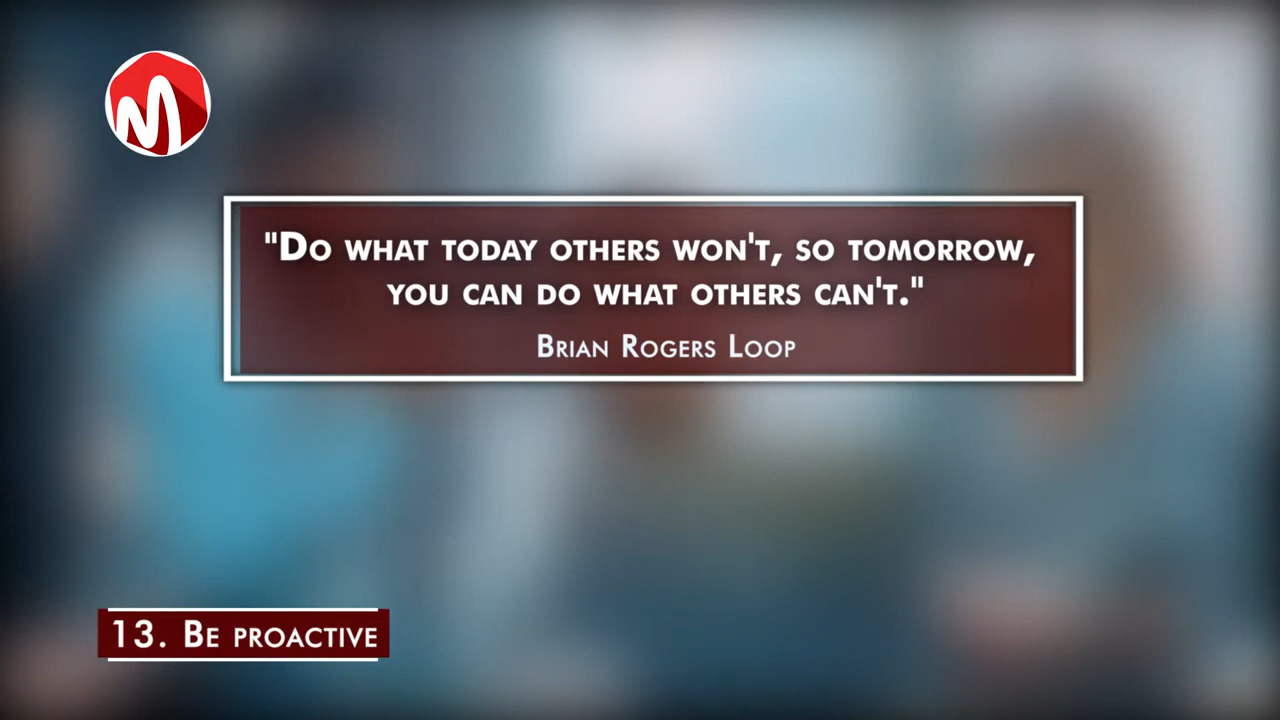 "Do what today others won't, so tomorrow,
you can do what others can't."
Brian Rogers Loop
13. Be proactive